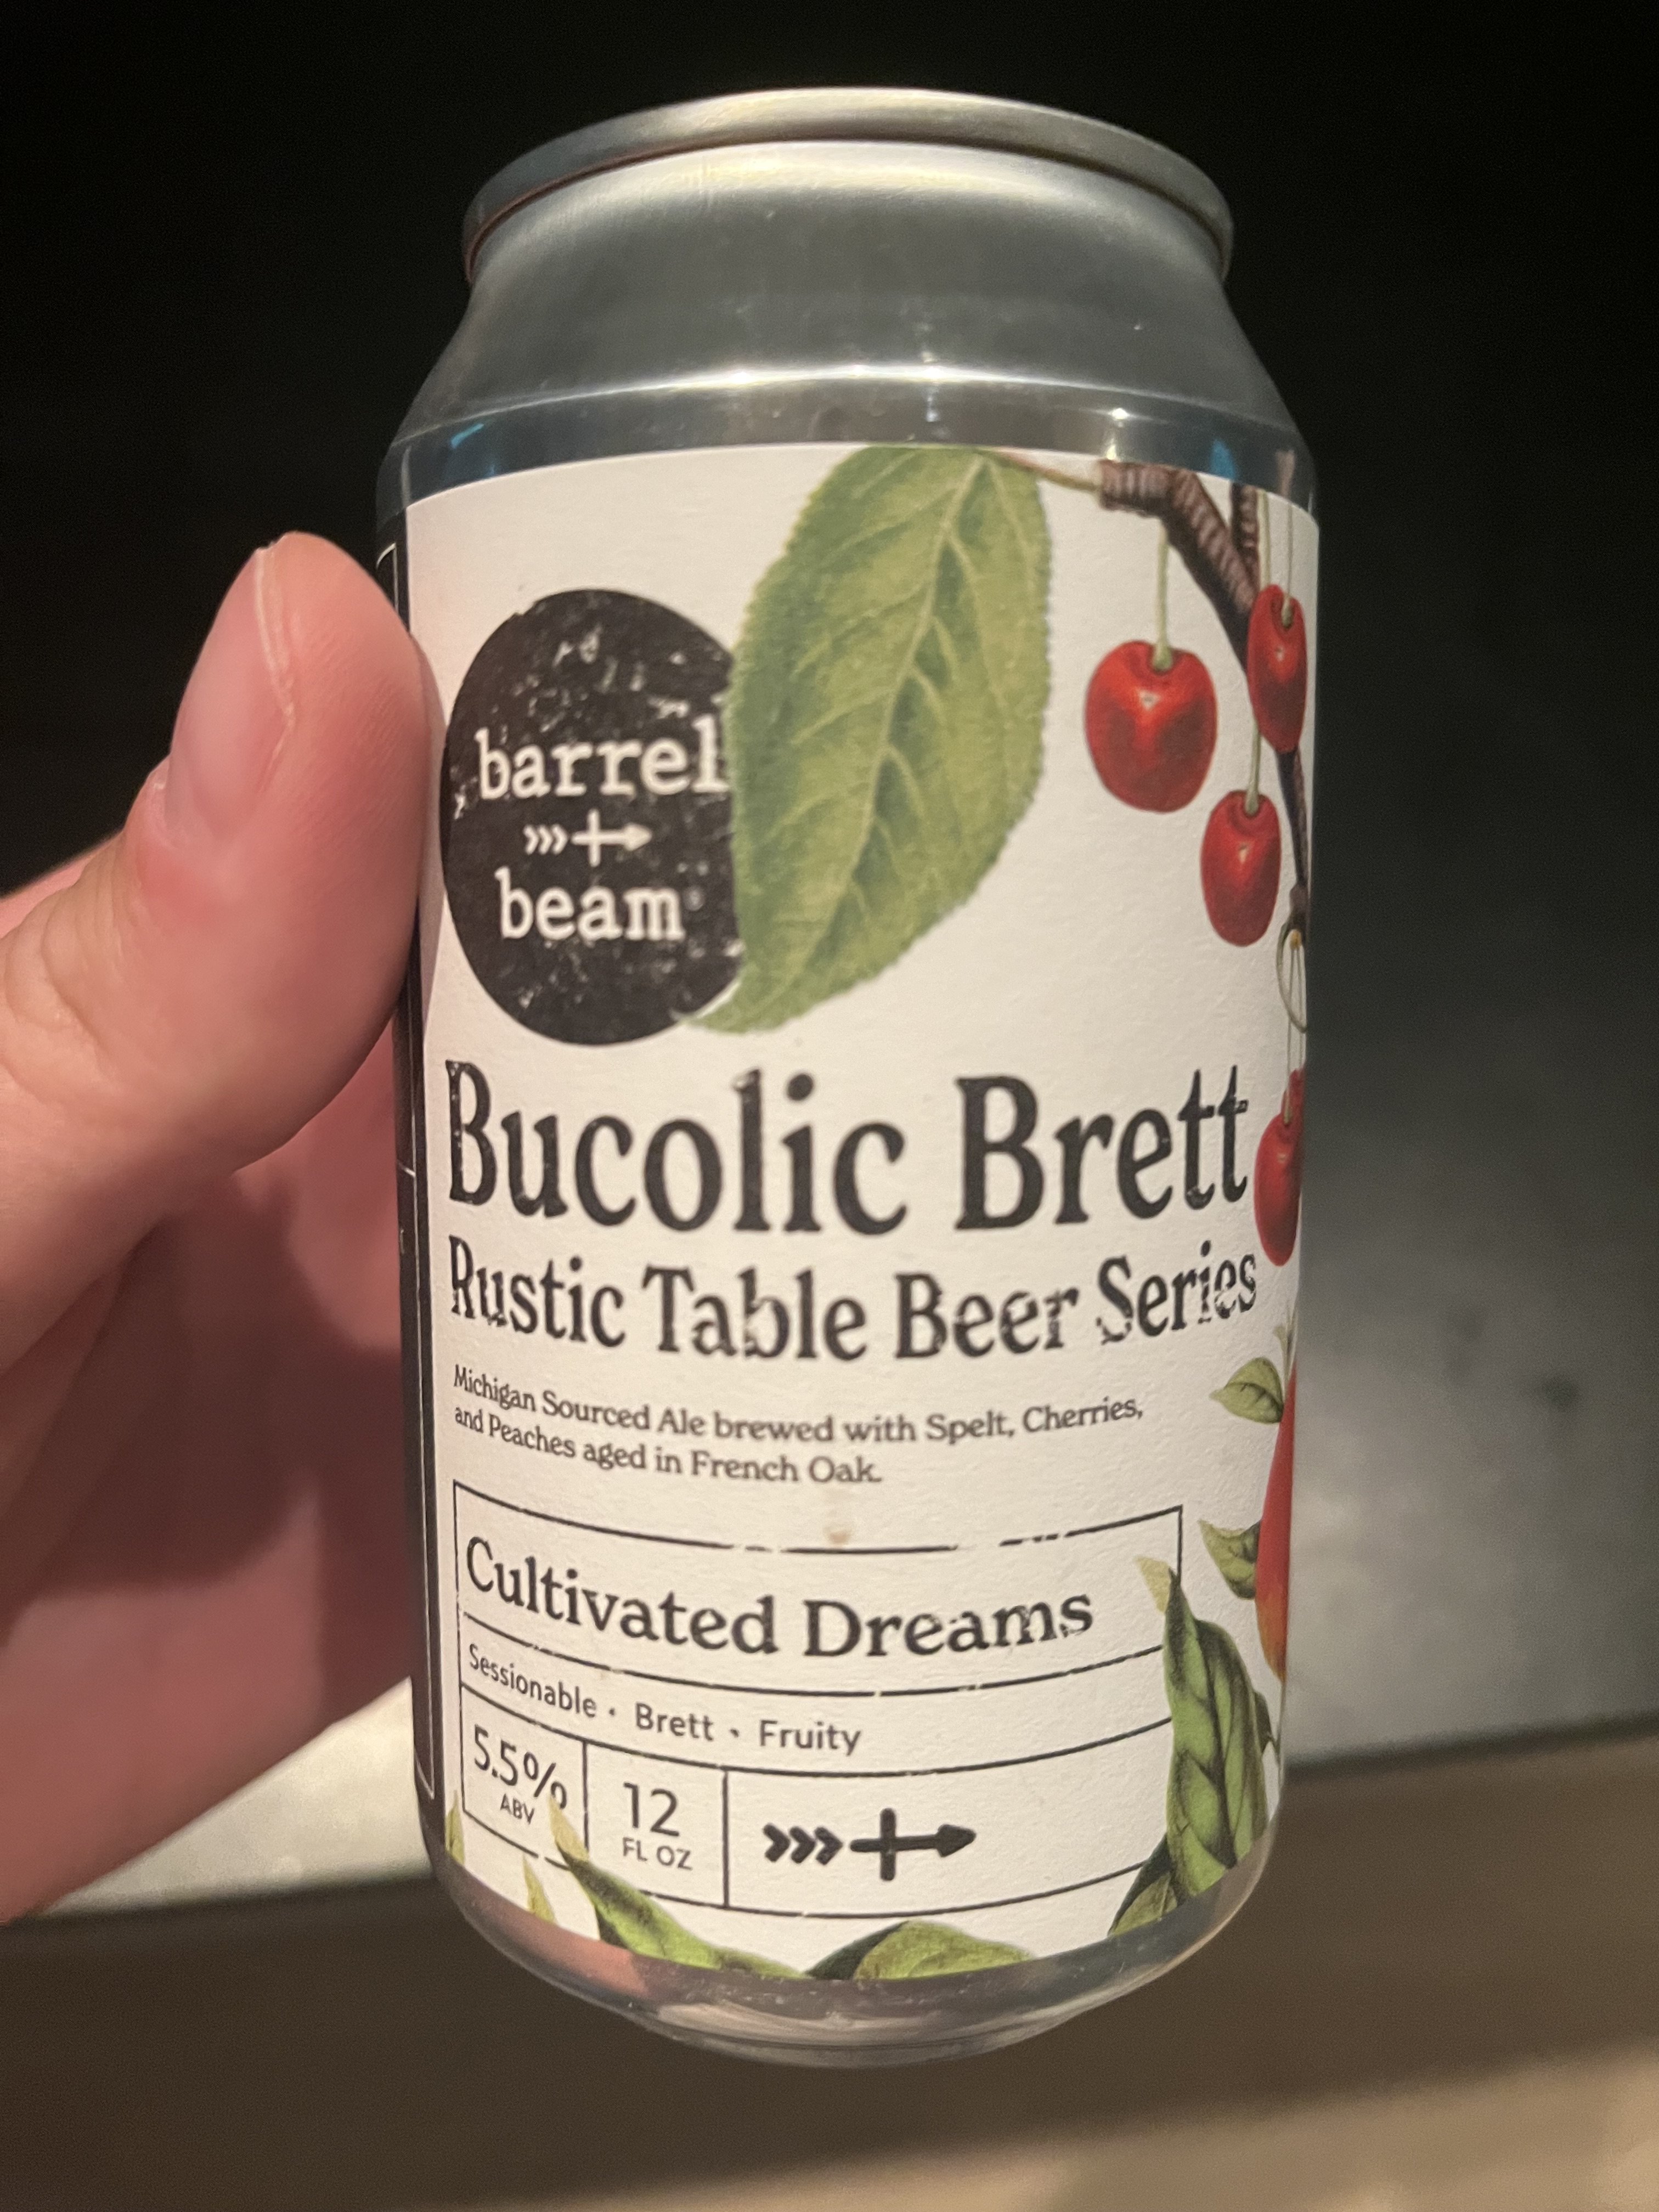 barrel
beam
Bucolic Brett
Rustic Table Beer Series
Michigan Sourced Ale brewed with Spelt, Cherries,
and Peaches aged in French Oak.
Cultivated Dreams
Sessionable • Brett • Fruity
5.5%
ABV
12
FL OZ